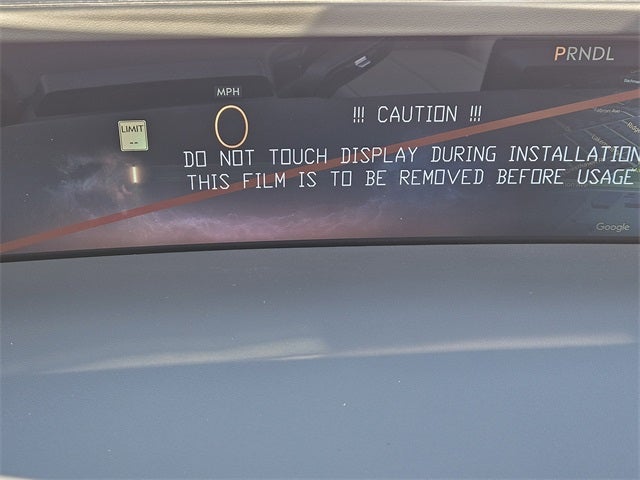 PRNDL
MPH
0
LIMIT
--
!!! CAUTION !!!
DO NOT TOUCH DISPLAY DURING INSTALLATION
THIS FILM IS TO BE REMOVED BEFORE USAGE
Google